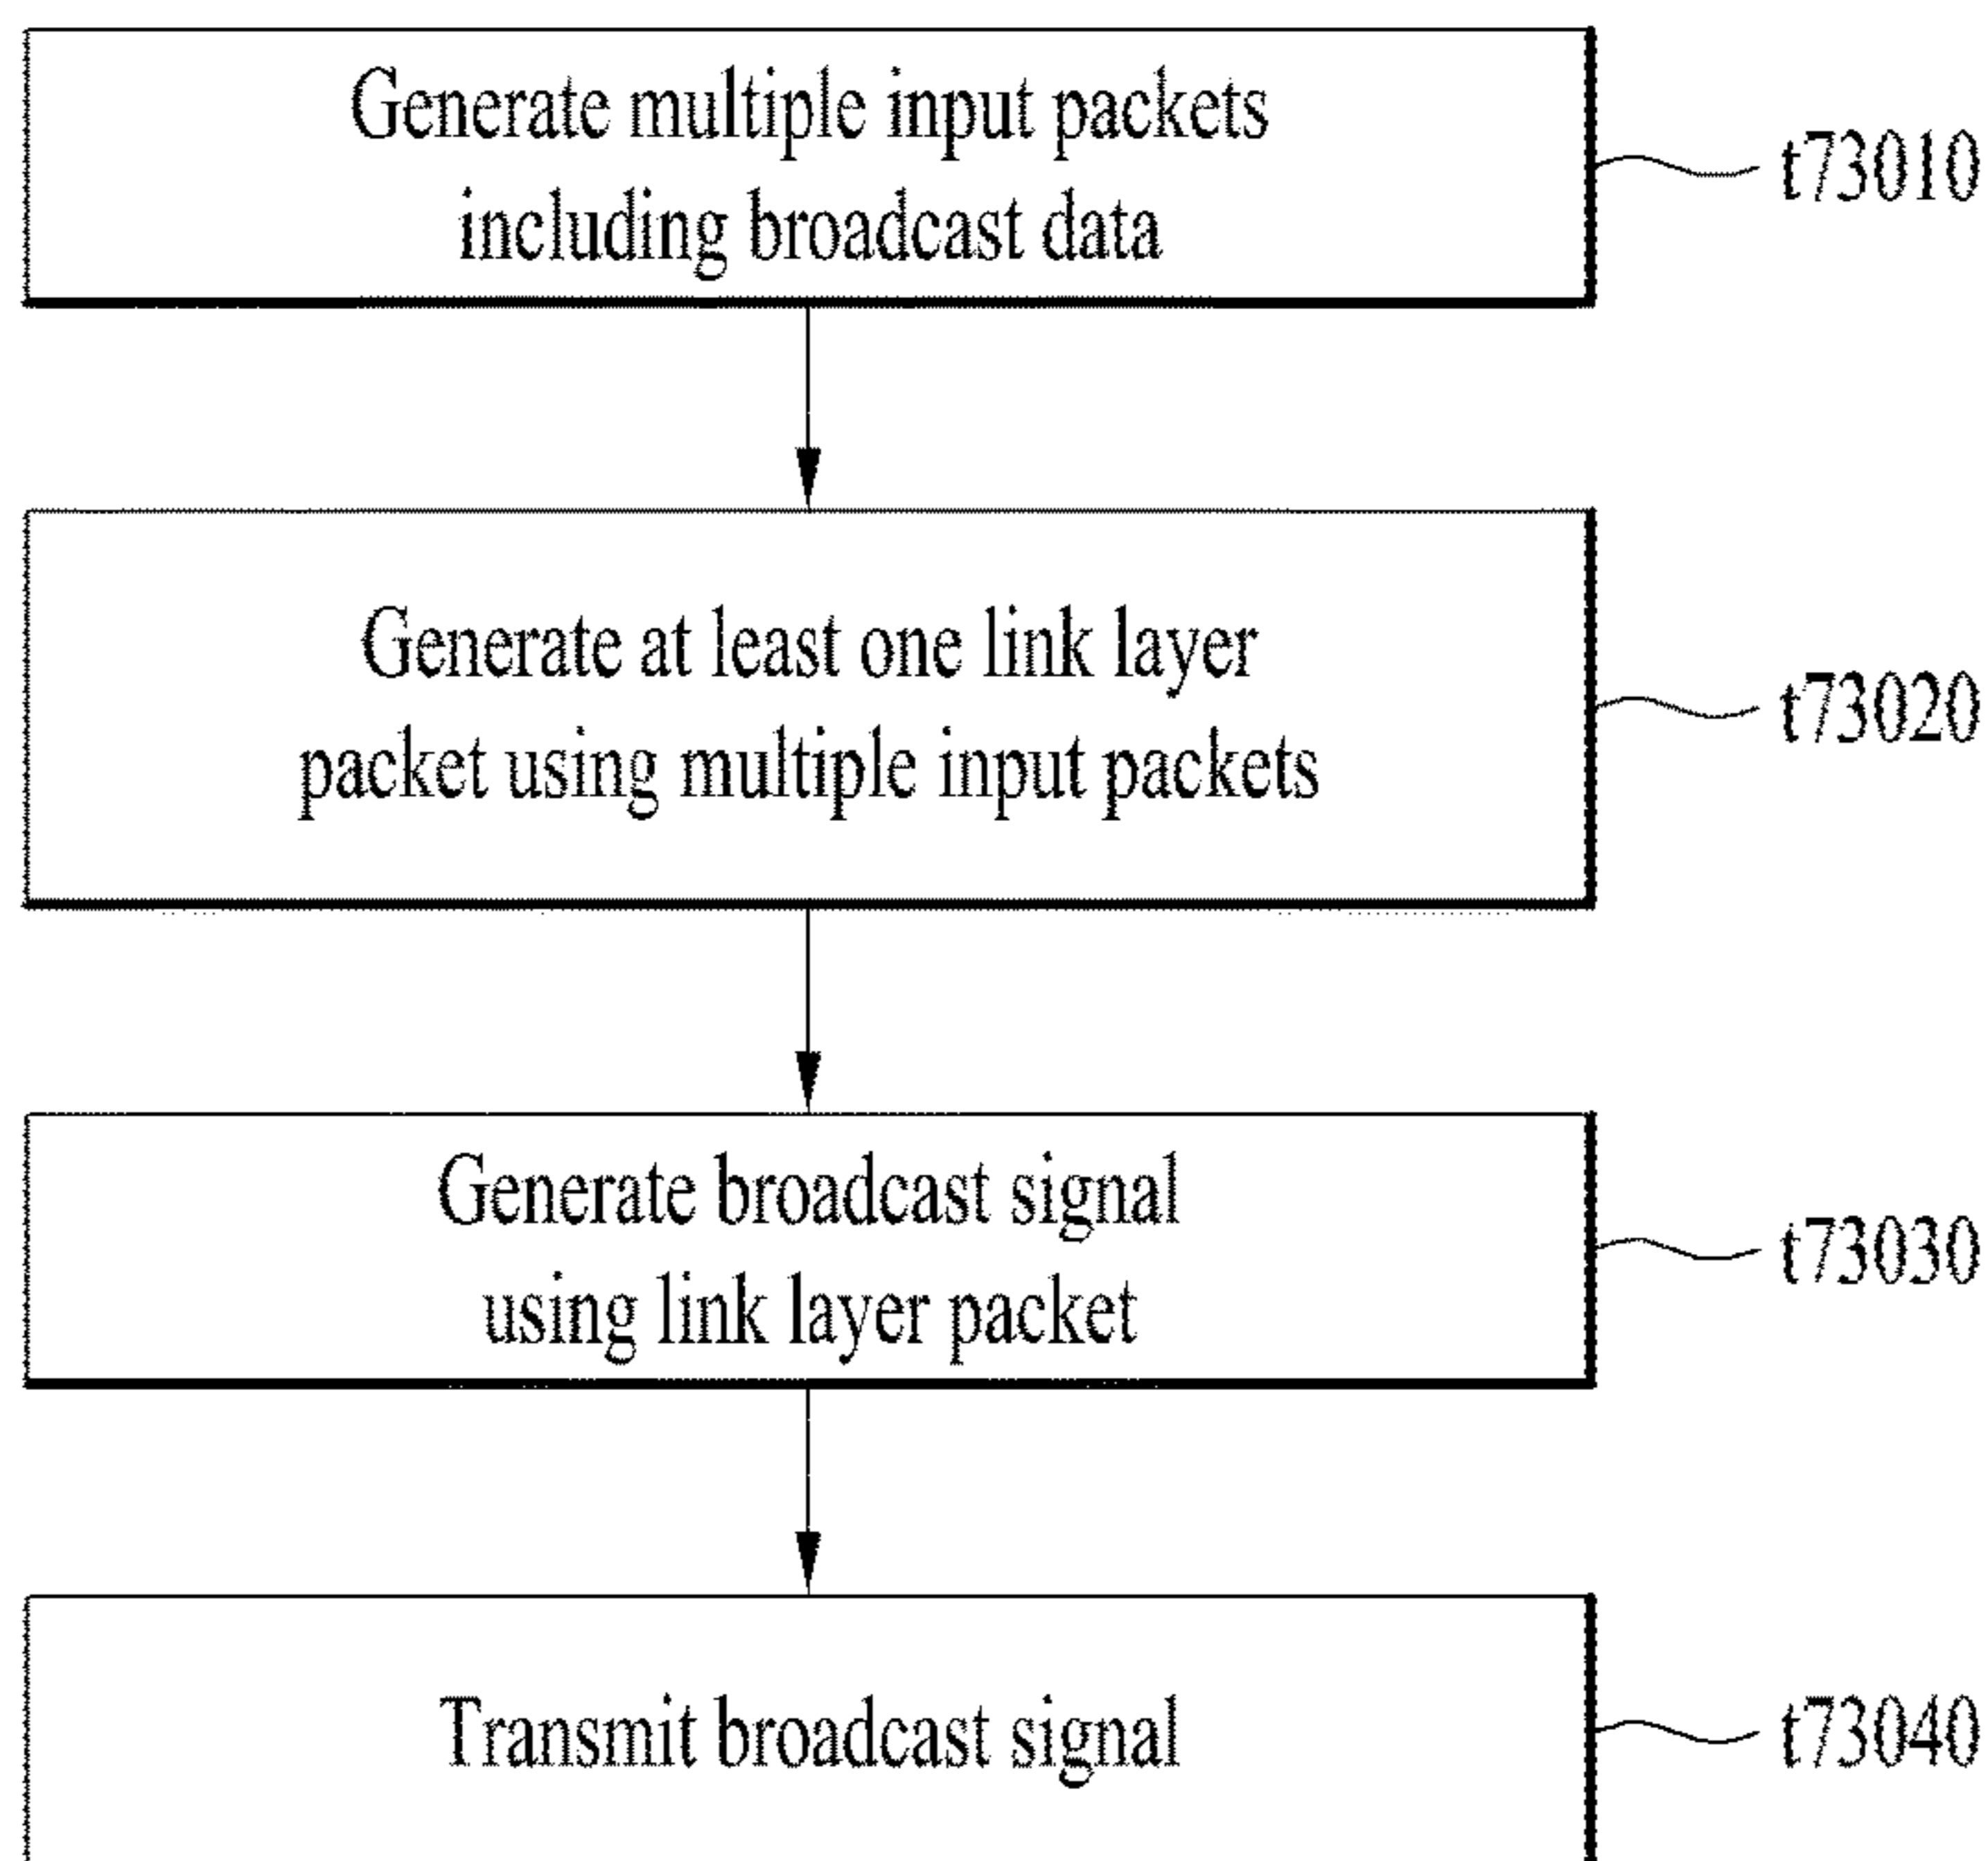 Generate multiple input packets
including broadcast data
t73010
Generate at least one link layer
packet using multiple input packets
t73020
Generate broadcast signal
using link layer packet
t73030
Transmit broadcast signal
t73040